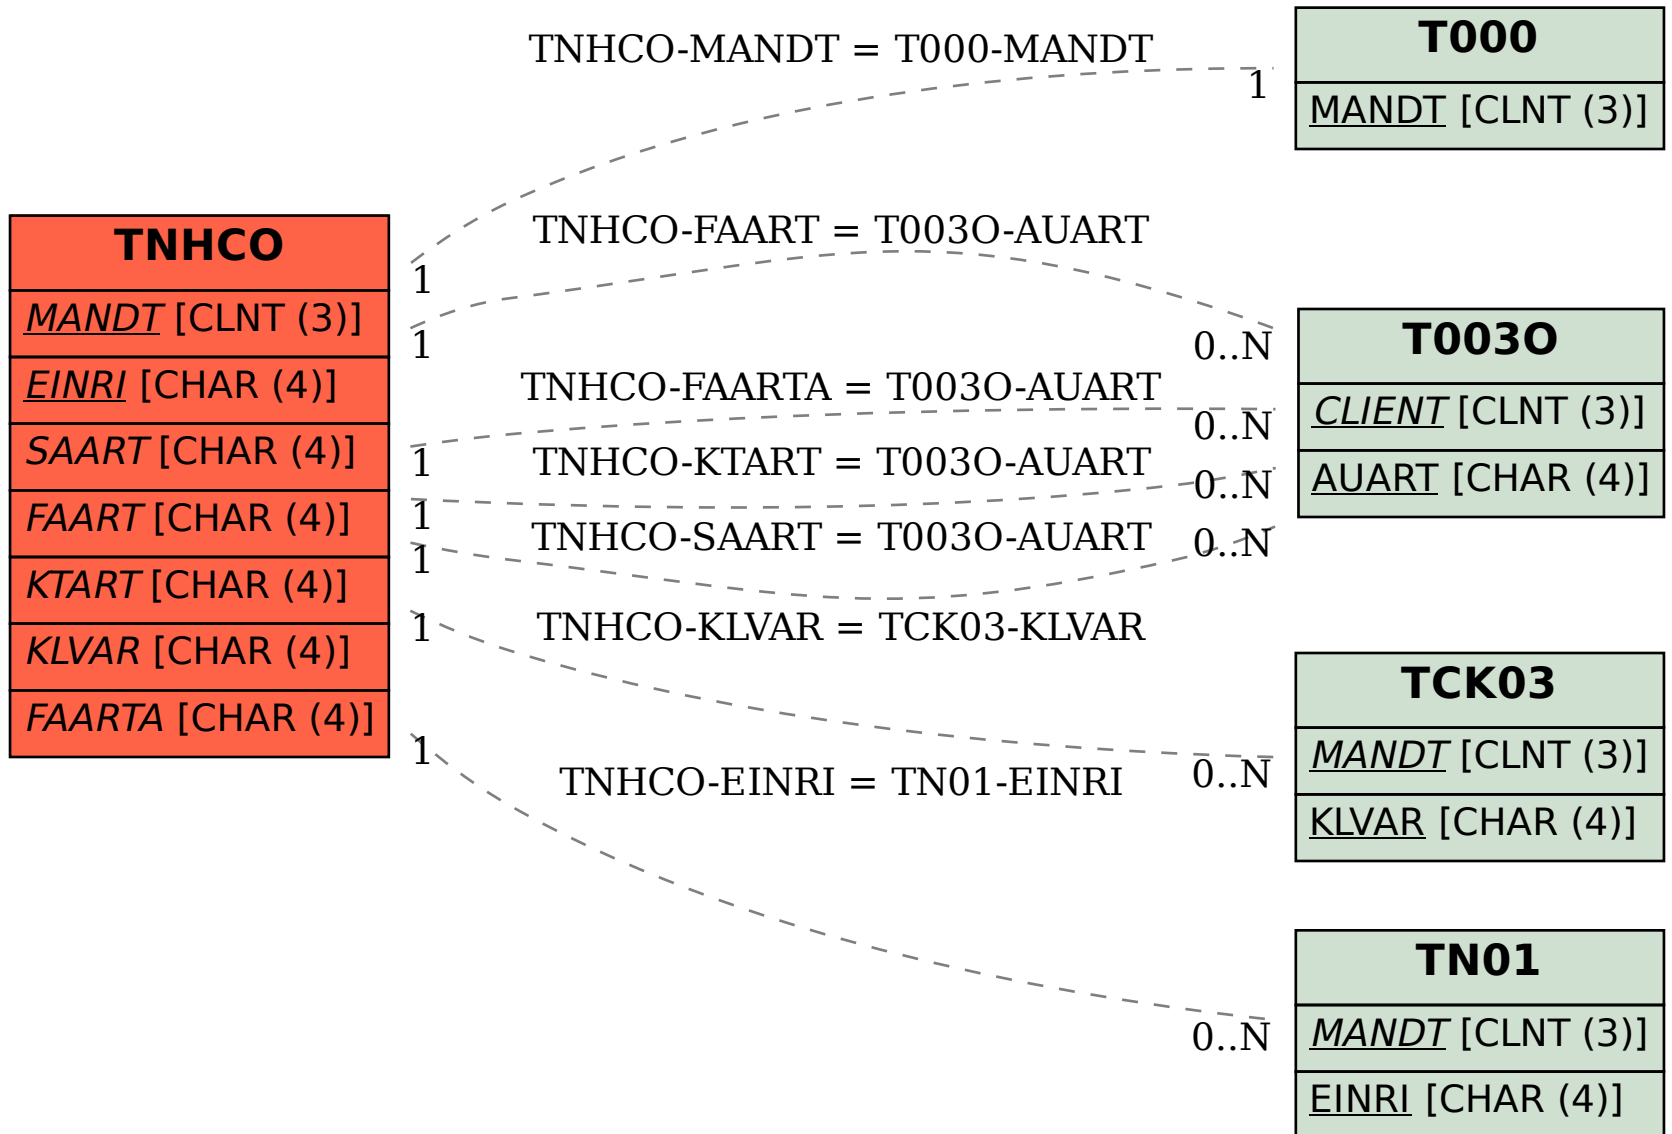 TNHCO
MANDT [CLNT (3)]
EINRI [CHAR (4)]
SAART [CHAR (4)]
FAART [CHAR (4)]
KTART [CHAR (4)]
KLVAR [CHAR (4)]
FAARTA [CHAR (4)]
TNHCO-MANDT = T000-MANDT
1
1
TNHCO-FAART = T003O-AUART
1
0..N
TNHCO-FAARTA = T003O-AUART
1
0..N
TNHCO-KTART = T003O-AUART
1
0..N
TNHCO-SAART = T003O-AUART
1
0..N
TNHCO-KLVAR = TCK03-KLVAR
1
0..N
TNHCO-EINRI = TN01-EINRI
1
0..N
T000
MANDT [CLNT (3)]
T003O
CLIENT [CLNT (3)]
AUART [CHAR (4)]
TCK03
MANDT [CLNT (3)]
KLVAR [CHAR (4)]
TN01
MANDT [CLNT (3)]
EINRI [CHAR (4)]